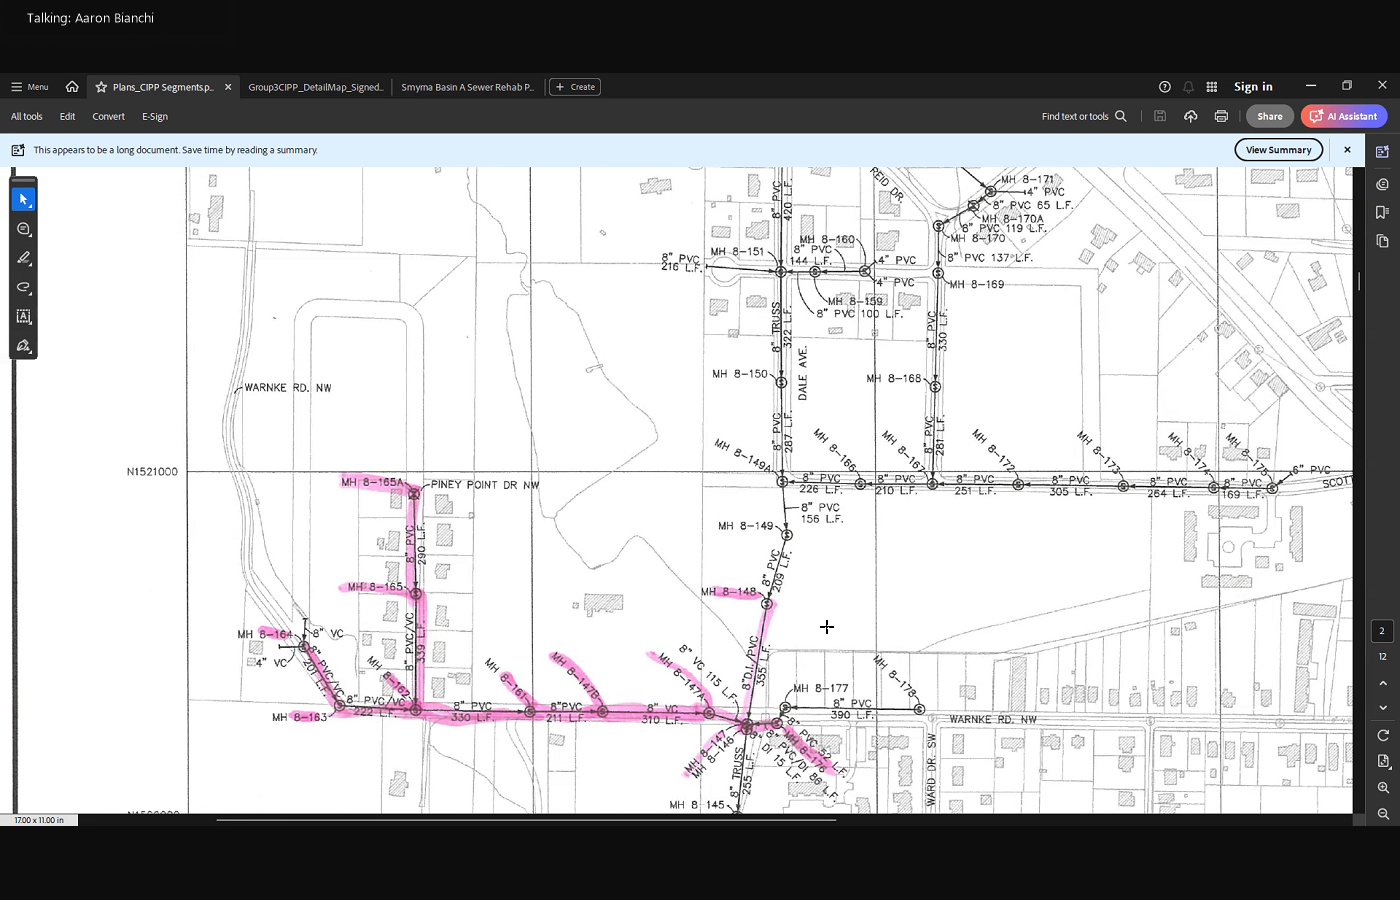 Talking: Aaron Bianchi
Menu
Plans_CIPP Segments.p...
Group3CIPP_DetailMap_Signed...
Smyrna Basin A Sewer Rehab P...
Create
Sign in
All tools
Edit
Convert
E-Sign
Find text or tools
Share
AI Assistant
This appears to be a long document. Save time by reading a summary.
View Summary
8" PVC
420 L.F.
REID DR.
MH 8-171
4" PVC
8" PVC 65 L.F.
MH 8-170A
8" PVC 119 L.F.
MH 8-170
MH 8-160
MH 8-151
8" PVC
144 L.F.
4" PVC
8" PVC 137 L.F.
8" PVC
216 L.F.
4" PVC
MH 8-169
MH 8-159
8" PVC 100 L.F.
8" TRUSS
322 L.F.
8" PVC
330 L.F.
DALE AVE.
MH 8-150
MH 8-168
WARNKE RD. NW
8" PVC
287 L.F.
8" PVC
281 L.F.
MH 8-149A
MH 8-166
MH 8-167
MH 8-172
MH 8-173
MH 8-174
MH 8-175
6" PVC
N1521000
MH 8-165A
PINEY POINT DR NW
8" PVC
226 L.F.
8" PVC
210 L.F.
8" PVC
251 L.F.
8" PVC
305 L.F.
8" PVC
264 L.F.
8" PVC
169 L.F.
SCOTT
8" PVC
156 L.F.
MH 8-149
8" PVC
290 L.F.
8" PVC
209 L.F.
MH 8-165
MH 8-148
MH 8-164
8" VC
4" VC
8" PVC/VC
201 L.F.
8" PVC/VC
339 L.F.
MH 8-162
MH 8-161
MH 8-147B
MH 8-147A
8" VC 115 L.F.
355 L.F.
MH 8-177
MH 8-178
8" PVC/VC
222 L.F.
MH 8-163
8" PVC
330 L.F.
8"PVC
211 L.F.
8" VC
310 L.F.
8" PVC
390 L.F.
WARNKE RD. NW
MH 8-147
MH 8-146
8" PVC 52 L.F.
MH 8-176
8" PVC/DI 86 L.F.
DI 15 L.F.
8" TRUSS
255 L.F.
WARD DR. SW
MH 8-145
17.00 x 11.00 in
2
12